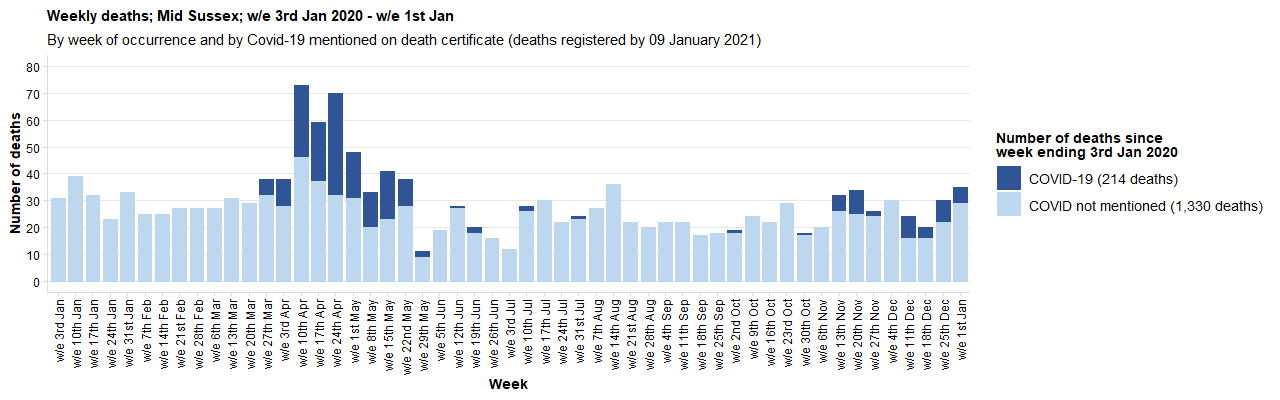 Weekly deaths; Mid Sussex; w/e 3rd Jan 2020 - w/e 1st Jan
By week of occurrence and by Covid-19 mentioned on death certificate (deaths registered by 09 January 2021)
Number of deaths
80
70
60
50
40
30
20
10
0
w/e 3rd Jan
w/e 10th Jan
w/e 17th Jan
w/e 24th Jan
w/e 31st Jan
w/e 7th Feb
w/e 14th Feb
w/e 21st Feb
w/e 28th Feb
w/e 6th Mar
w/e 13th Mar
w/e 20th Mar
w/e 27th Mar
w/e 3rd Apr
w/e 10th Apr
w/e 17th Apr
w/e 24th Apr
w/e 1st May
w/e 8th May
w/e 15th May
w/e 22nd May
w/e 29th May
w/e 5th Jun
w/e 12th Jun
w/e 19th Jun
w/e 26th Jun
w/e 3rd Jul
w/e 10th Jul
w/e 17th Jul
w/e 24th Jul
w/e 31st Jul
w/e 7th Aug
w/e 14th Aug
w/e 21st Aug
w/e 28th Aug
w/e 4th Sep
w/e 11th Sep
w/e 18th Sep
w/e 25th Sep
w/e 2nd Oct
w/e 9th Oct
w/e 16th Oct
w/e 23rd Oct
w/e 30th Oct
w/e 6th Nov
w/e 13th Nov
w/e 20th Nov
w/e 27th Nov
w/e 4th Dec
w/e 11th Dec
w/e 18th Dec
w/e 25th Dec
w/e 1st Jan
Week
Number of deaths since
week ending 3rd Jan 2020
COVID-19 (214 deaths)
COVID not mentioned (1,330 deaths)